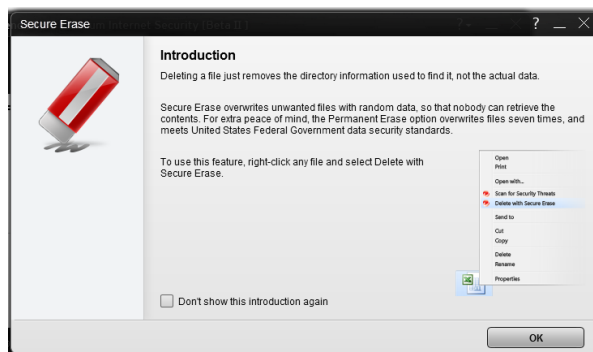 Secure Erase
Internet Security (Beta 1)
?
Introduction
Deleting a file just removes the directory information used to find it, not the actual data.
Secure Erase overwrites unwanted files with random data, so that nobody can retrieve the
contents. For extra peace of mind, the Permanent Erase option overwrites files seven times, and
meets United States Federal Government data security standards.
To use this feature, right-click any file and select Delete with
Secure Erase.
Open
Print
Open with...
Scan for Security Threats
Delete with Secure Erase
Send to
Cut
Copy
Delete
Rename
Properties
Don't show this introduction again
OK